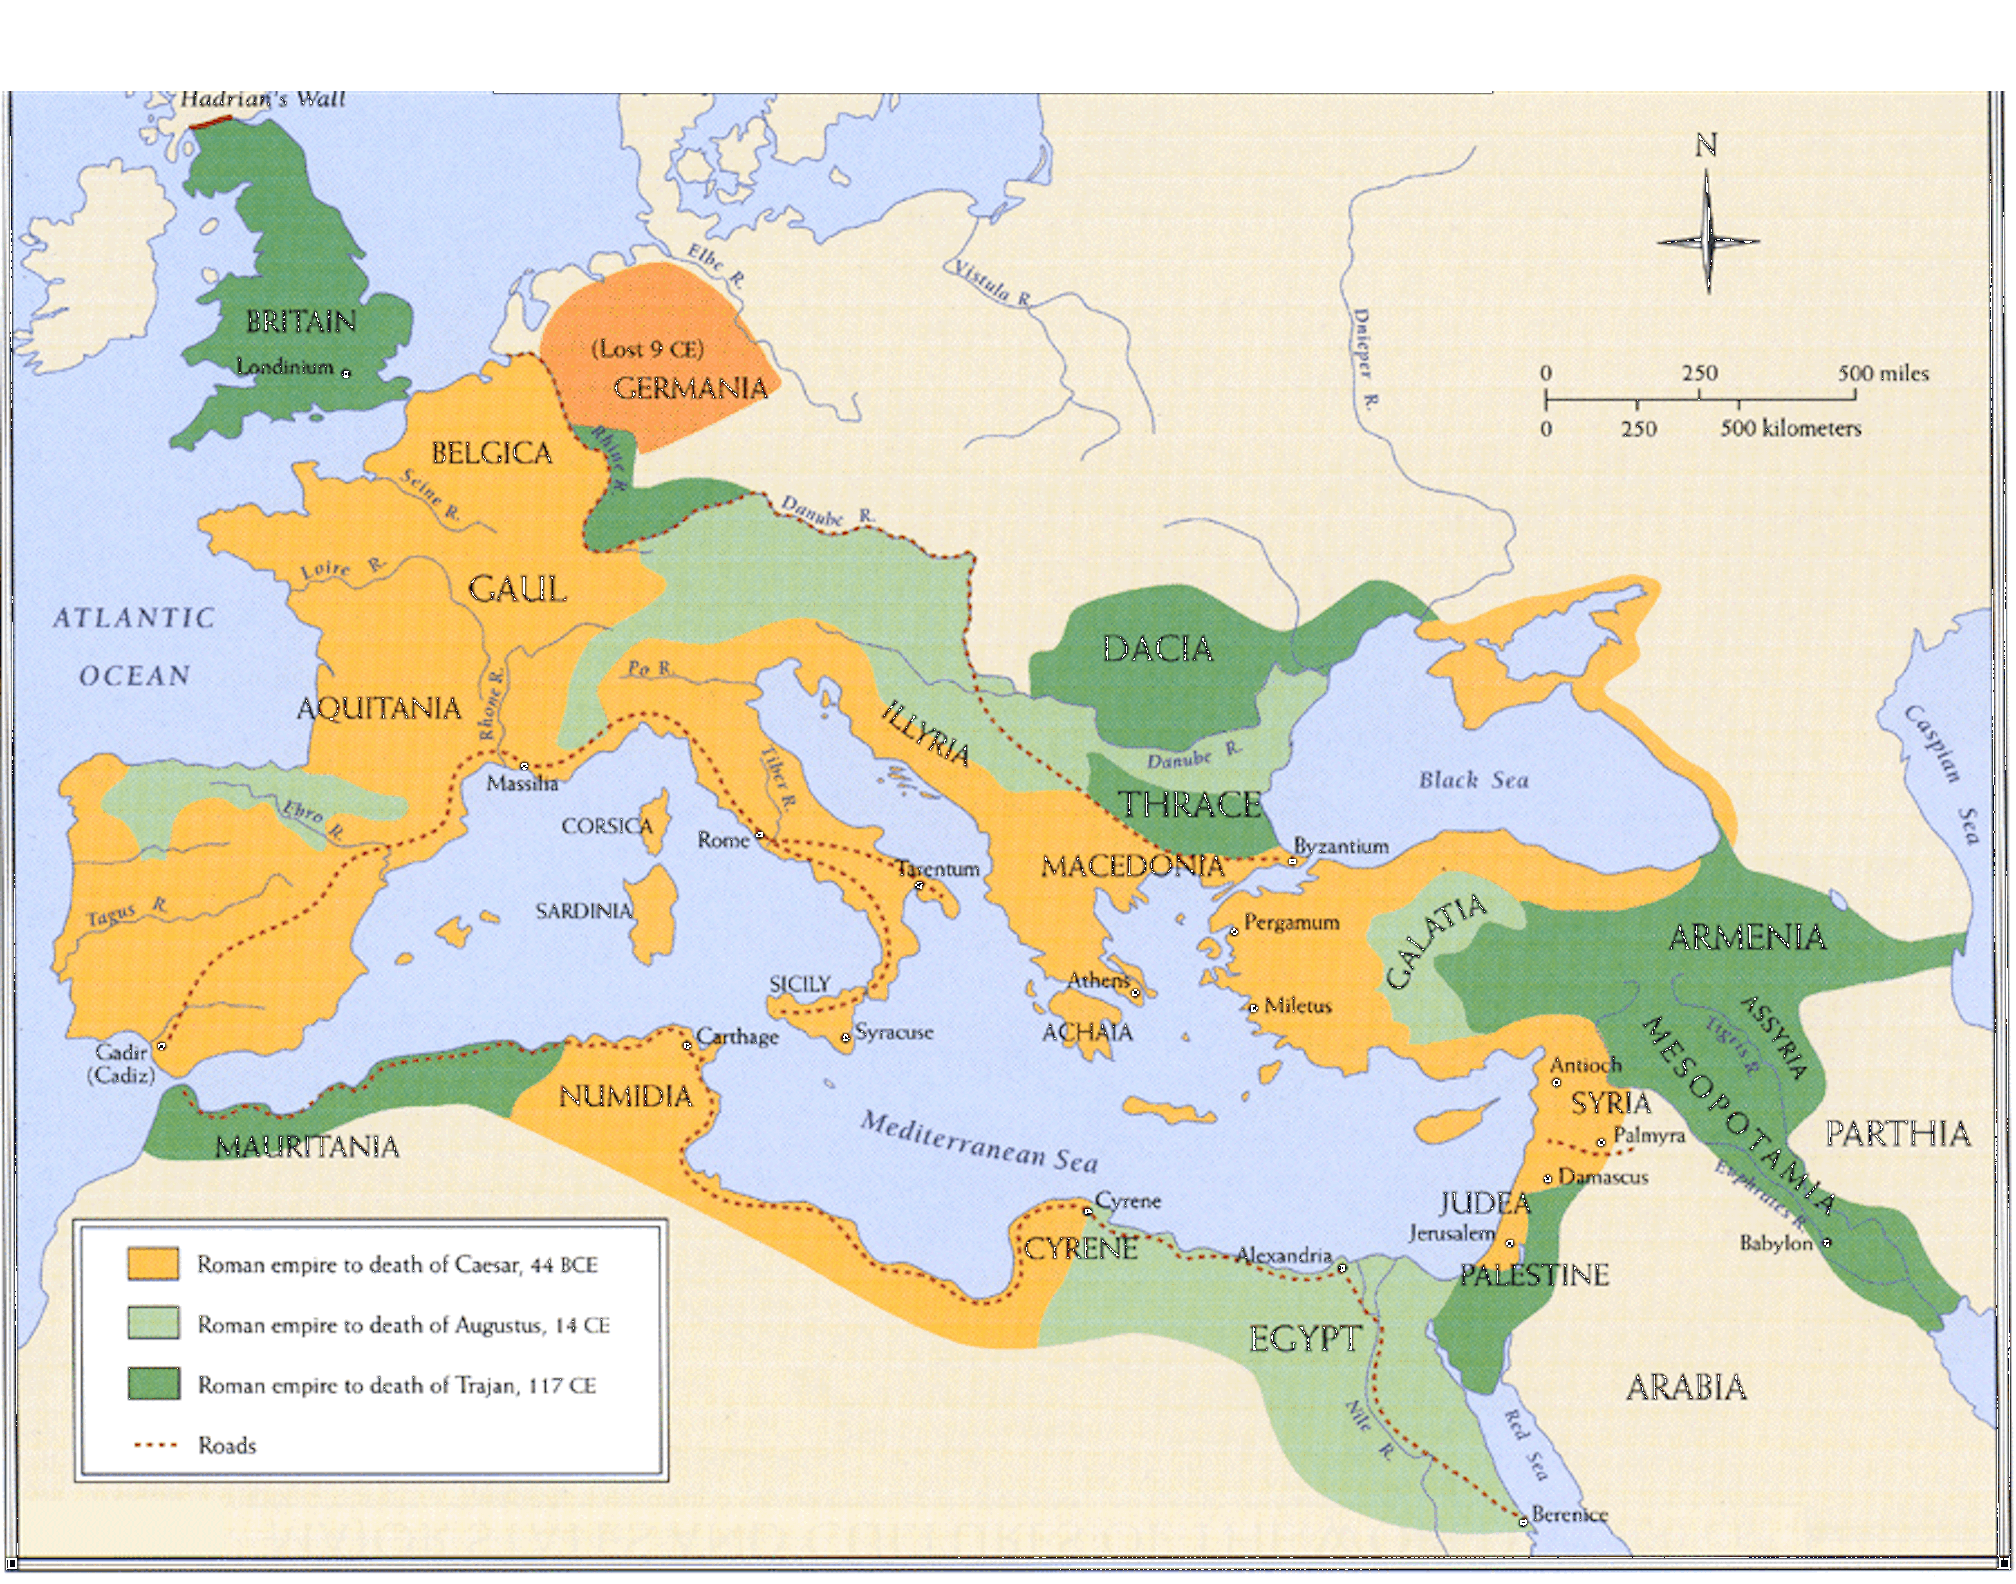 Hadrian's Wall
N
Elbe R.
Vistula R.
Dnieper R.
BRITAIN
Londinium
(Lost 9 CE)
GERMANIA
0 250 500 miles
0 250 500 kilometers
BELGICA
Rhine R.
Seine R.
Danube R.
Loire R.
GAUL
ATLANTIC
OCEAN
DACIA
Po R.
AQUITANIA
Rhone R.
ILLYRIA
Caspian Sea
Danube R.
Black Sea
Massilia
Tiber R.
Ebro R.
THRACE
CORSICA
Rome
Byzantium
MACEDONIA
Tarentum
Tagus R.
SARDINIA
Pergamum
GALATIA
ARMENIA
SICILY
Athens
Miletus
ASSYRIA
Carthage
Syracuse
ACHAIA
Tigris R.
Gadir
(Cadiz)
Antioch
NUMIDIA
SYRIA
MESOPOTAMIA
Mediterranean Sea
PARTHIA
MAURITANIA
Palmyra
Damascus
Euphrates R.
Cyrene
JUDEA
Jerusalem
CYRENE
Alexandria
Babylon
PALESTINE
EGYPT
ARABIA
Nile R.
Red Sea
Berenice
Roman empire to death of Caesar, 44 BCE
Roman empire to death of Augustus, 14 CE
Roman empire to death of Trajan, 117 CE
Roads